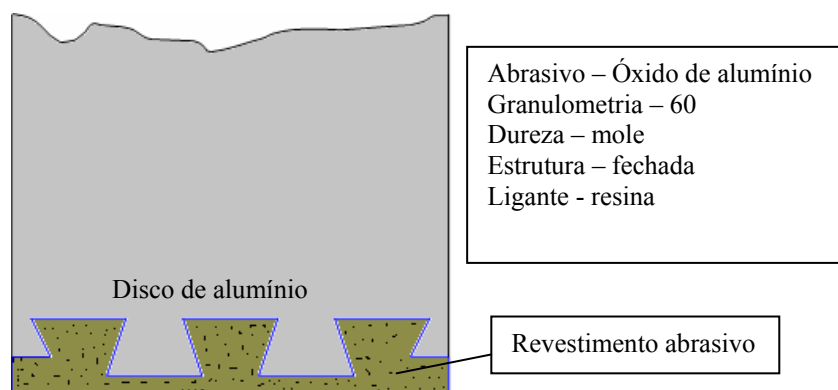 Abrasivo – Óxido de alumínio
Granulometria – 60
Dureza – mole
Estrutura – fechada
Ligante - resina
Disco de alumínio
Revestimento abrasivo